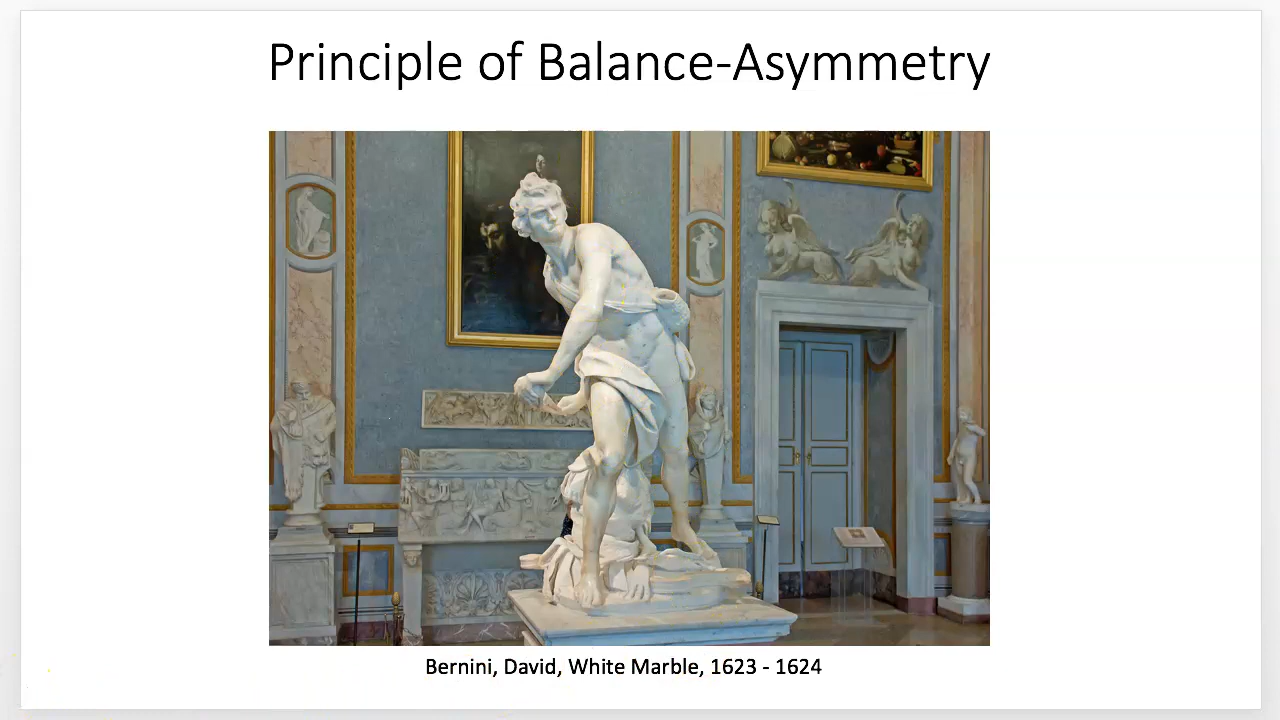 Principle of Balance-Asymmetry
Bernini, David, White Marble, 1623 - 1624